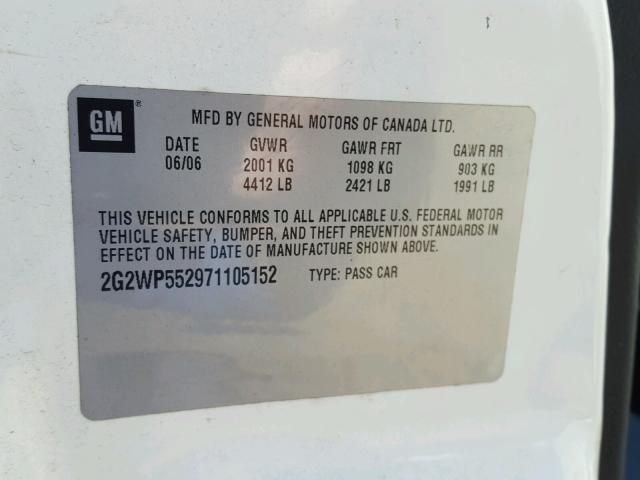 GM ®
MFD BY GENERAL MOTORS OF CANADA LTD.
DATE GVWR GAWR FRT GAWR RR
06/06 2001 KG 1098 KG 903 KG
4412 LB 2421 LB 1991 LB
THIS VEHICLE CONFORMS TO ALL APPLICABLE U.S. FEDERAL MOTOR
VEHICLE SAFETY, BUMPER, AND THEFT PREVENTION STANDARDS IN
EFFECT ON THE DATE OF MANUFACTURE SHOWN ABOVE.
2G2WP552971105152 TYPE: PASS CAR